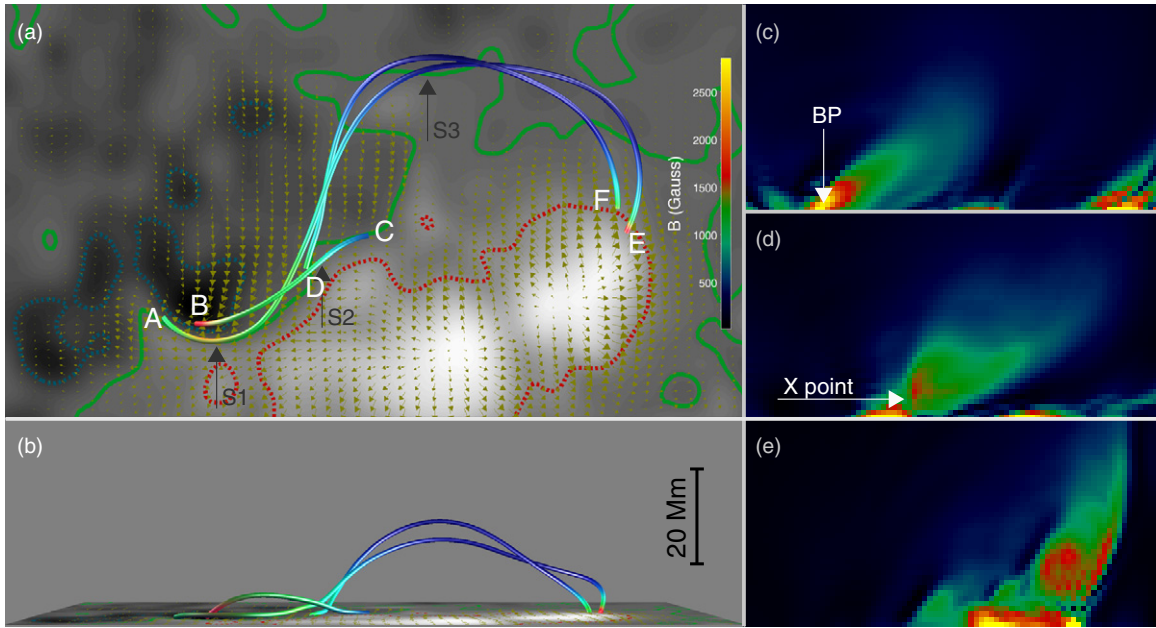 (a)
S3
F
E
C
D
B
A
S2
S1
2500
2000
1500
1000
500
B (Gauss)
(b)
20 Mm
(c)
BP
(d)
X point
(e)